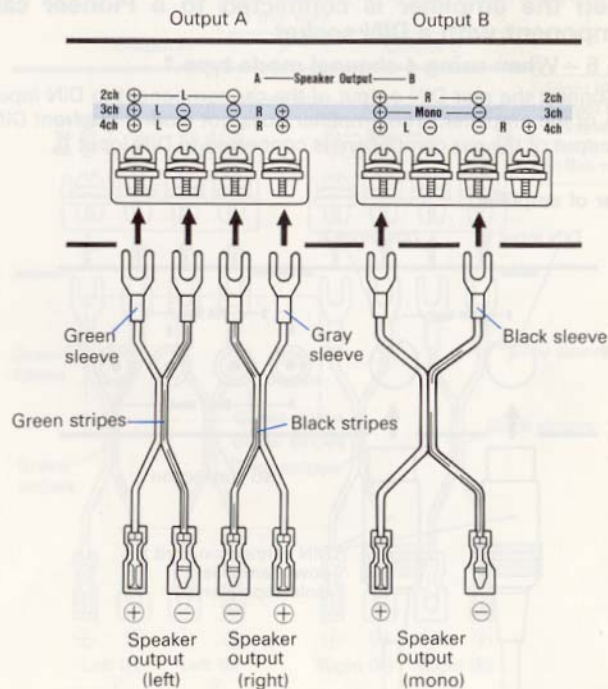 Output A Output B
A — Speaker Output — B
2ch ⊕ L ⊖ ⊕ R ⊖ 2ch
3ch ⊕ L ⊖ ⊖ R ⊕ ⊕ Mono ⊖ 3ch
4ch ⊕ L ⊖ ⊖ R ⊕ ⊕ L ⊖ ⊖ R ⊕ 4ch
Green
sleeve
Gray
sleeve
Black sleeve
Green stripes
Black stripes
⊕ ⊖ ⊖ ⊕ ⊕ ⊖
Speaker
output
(left)
Speaker
output
(right)
Speaker
output
(mono)